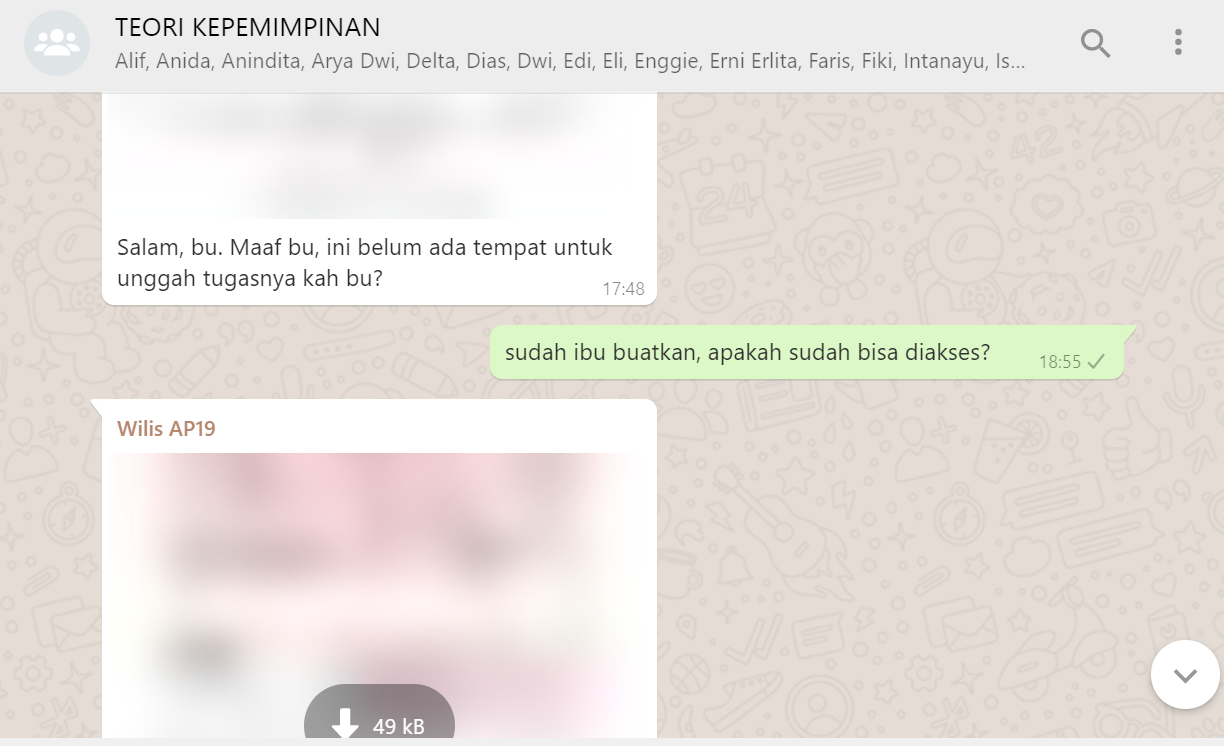 TEORI KEPEMIMPINAN
Alif, Anida, Anindita, Arya Dwi, Delta, Dias, Dwi, Edi, Eli, Enggie, Erni Erlita, Faris, Fiki, Intanayu, Is...
Salam, bu. Maaf bu, ini belum ada tempat untuk
unggah tugasnya kah bu?
17:48
sudah ibu buatkan, apakah sudah bisa diakses?
18:55
Wilis AP19
49 kB